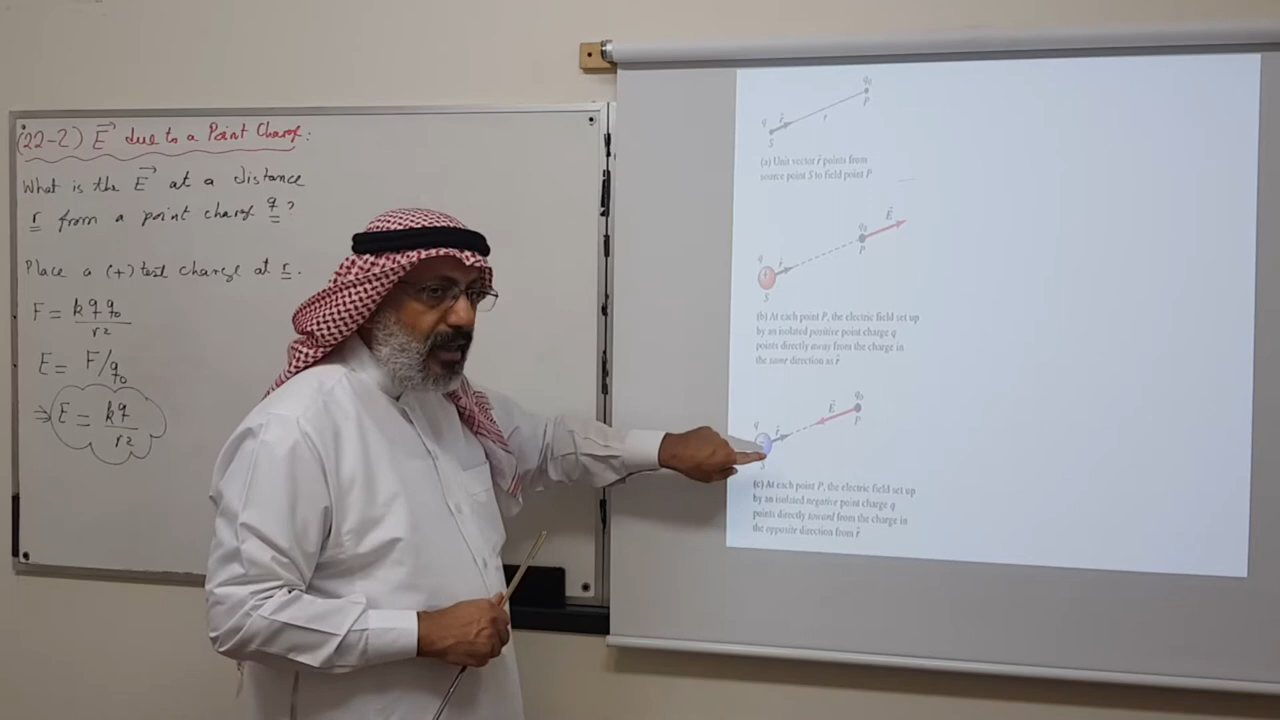 (22-2) E⃗ due to a Point Charge:
What is the E⃗ at a distance
r from a point charge q?
Place a (+) test charge at r.
F = kqq₀/r²
E = F/q₀
⇒ E = kq/r²
q₀
q r̂ r P
S
(a) Unit vector r̂ points from
source point S to field point P
E⃗
q₀
P
q r̂
+
S
(b) At each point P, the electric field set up
by an isolated positive point charge q
points directly away from the charge in
the same direction as r̂
q₀
E⃗ P
q r̂
S
(c) At each point P, the electric field set up
by an isolated negative point charge q
points directly toward from the charge in
the opposite direction from r̂